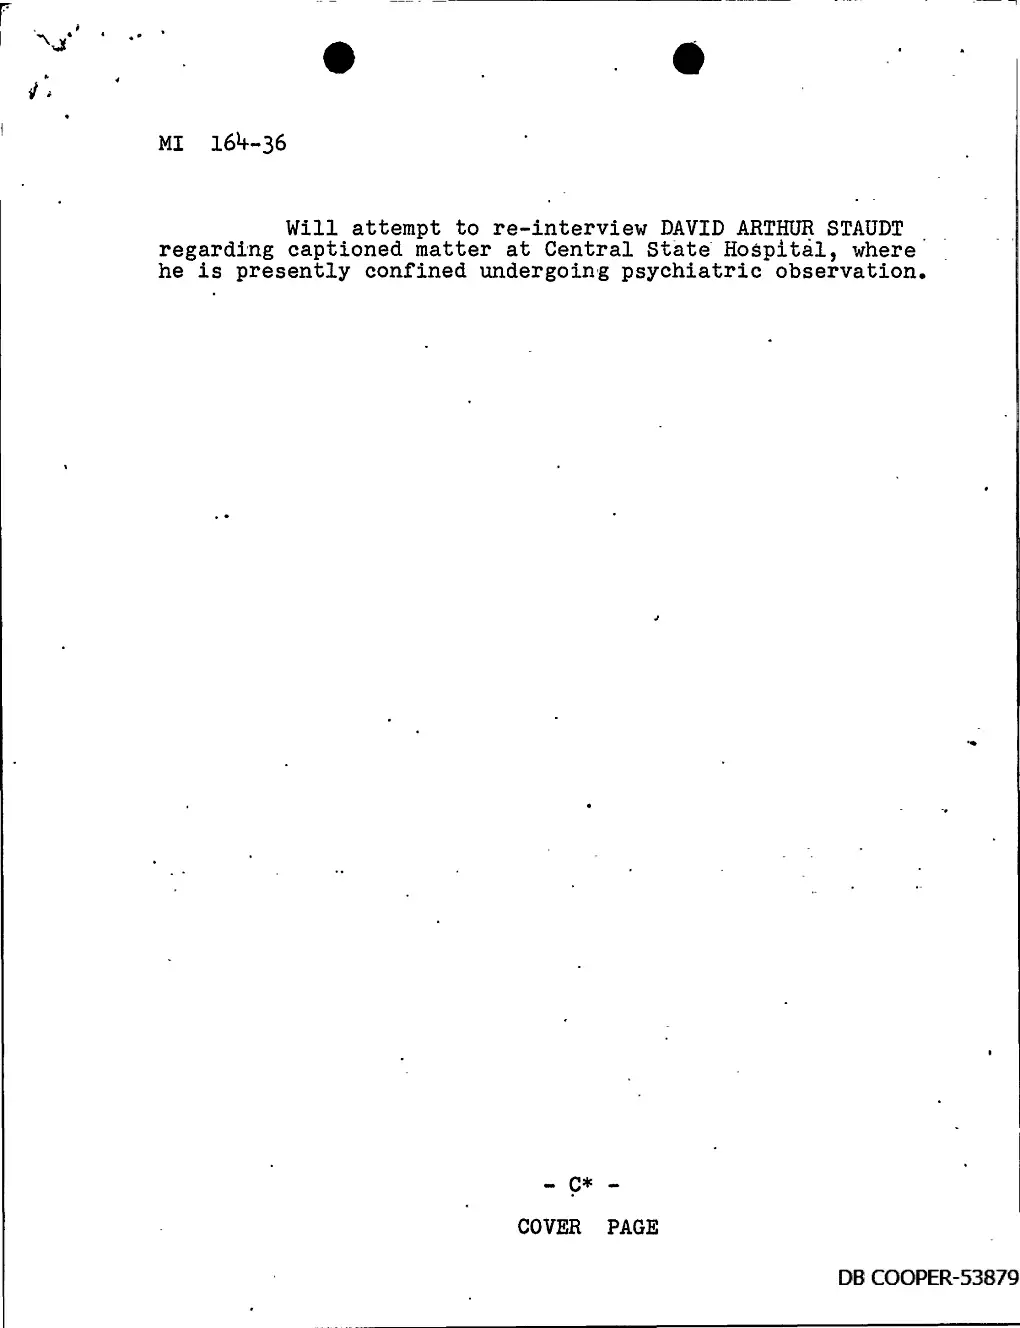 MI 164-36
Will attempt to re-interview DAVID ARTHUR STAUDT
regarding captioned matter at Central State Hospital, where
he is presently confined undergoing psychiatric observation.
- C* -
COVER PAGE
DB COOPER-53879